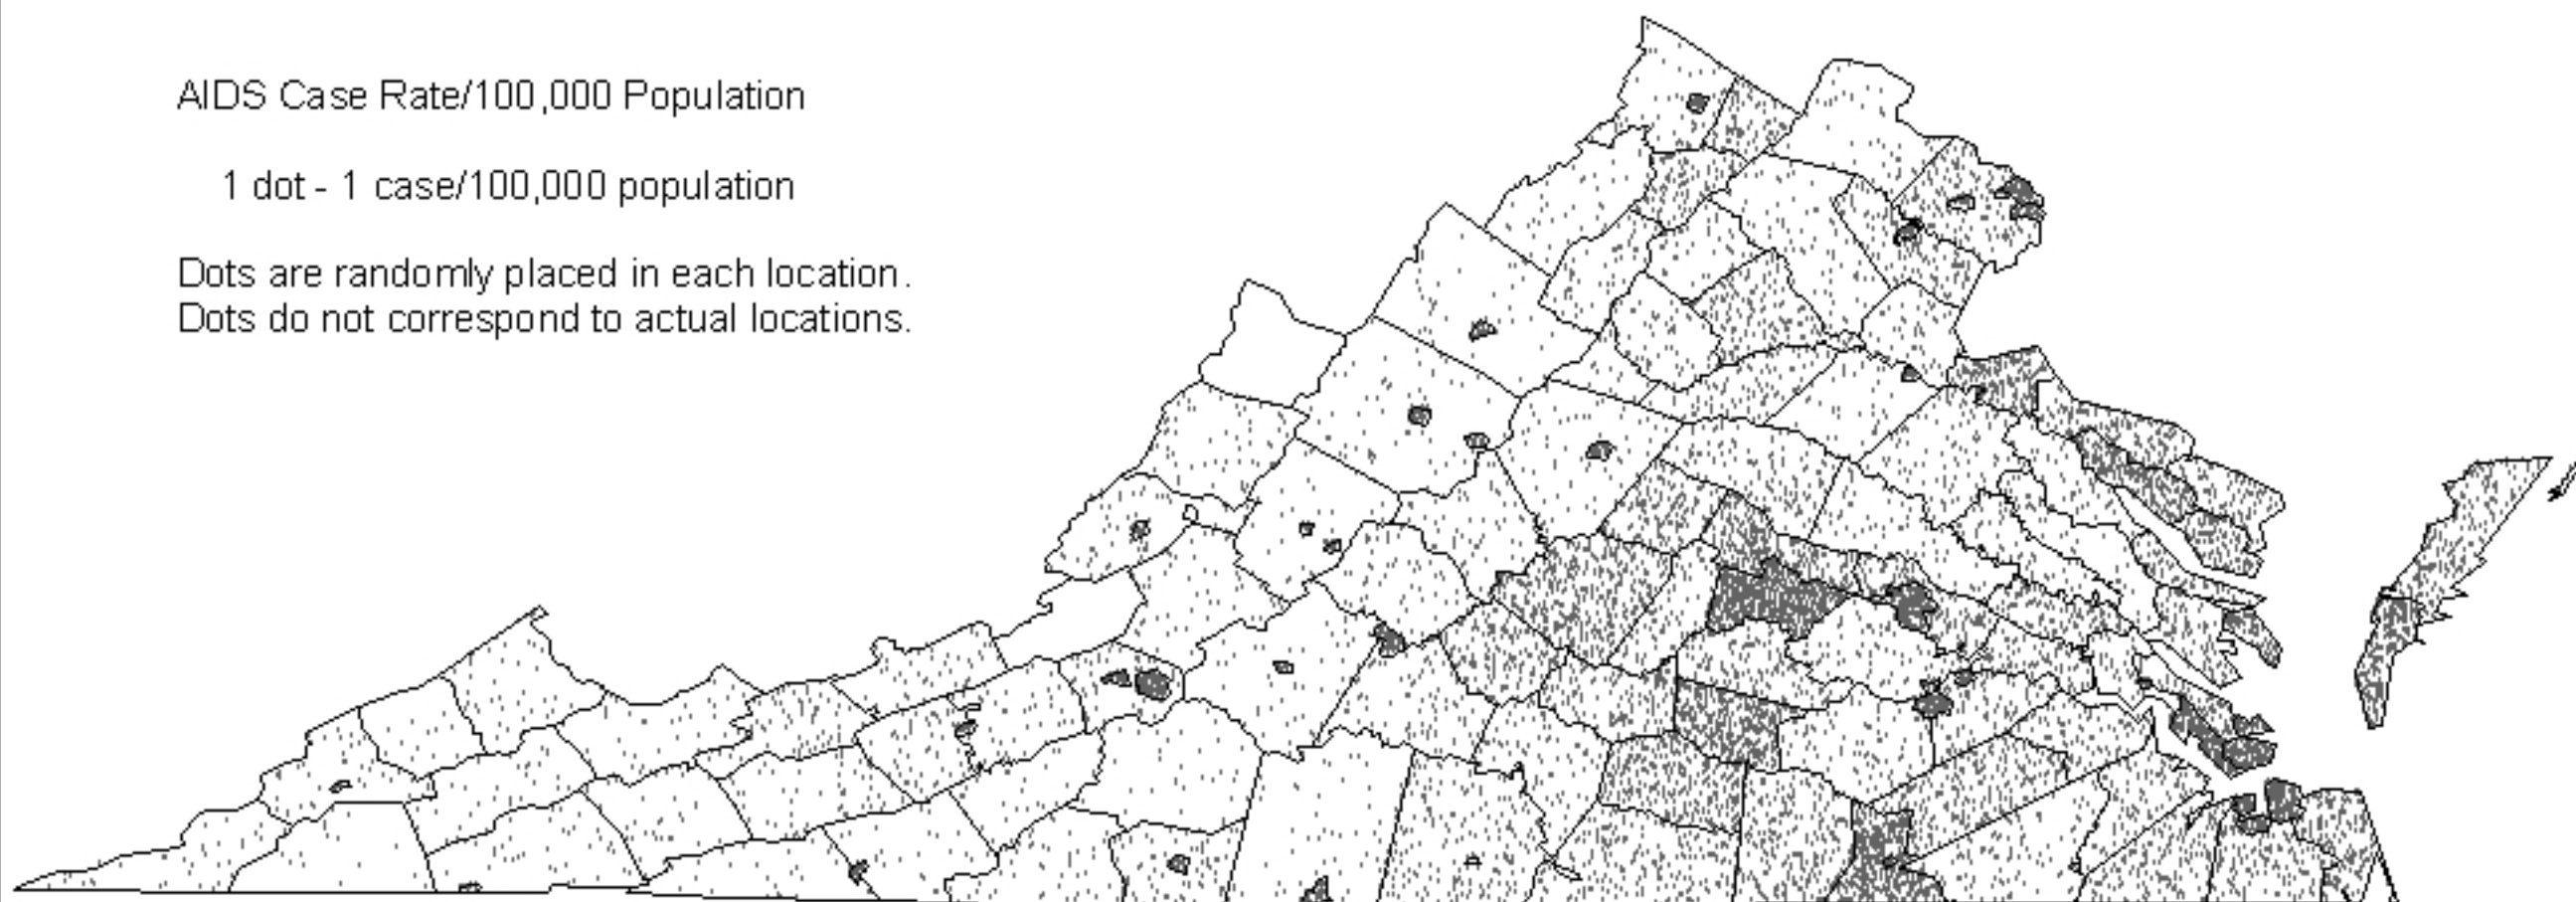 AIDS Case Rate/100,000 Population
1 dot - 1 case/100,000 population
Dots are randomly placed in each location.
Dots do not correspond to actual locations.